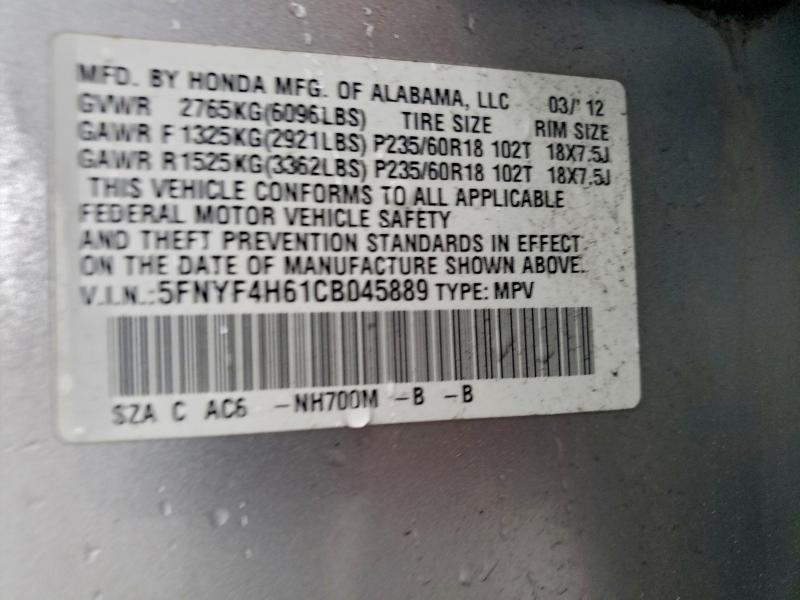 MFD. BY HONDA MFG. OF ALABAMA, LLC 03/'12
GVWR 2765KG(6096LBS) TIRE SIZE RIM SIZE
GAWR F 1325KG(2921LBS) P235/60R18 102T 18X7.5J
GAWR R1525KG(3362LBS) P235/60R18 102T 18X7.5J
THIS VEHICLE CONFORMS TO ALL APPLICABLE
FEDERAL MOTOR VEHICLE SAFETY
AND THEFT PREVENTION STANDARDS IN EFFECT
ON THE DATE OF MANUFACTURE SHOWN ABOVE.
V.I.N.:5FNYF4H61CB045889 TYPE: MPV
SZA C AC6 -NH700M -B -B